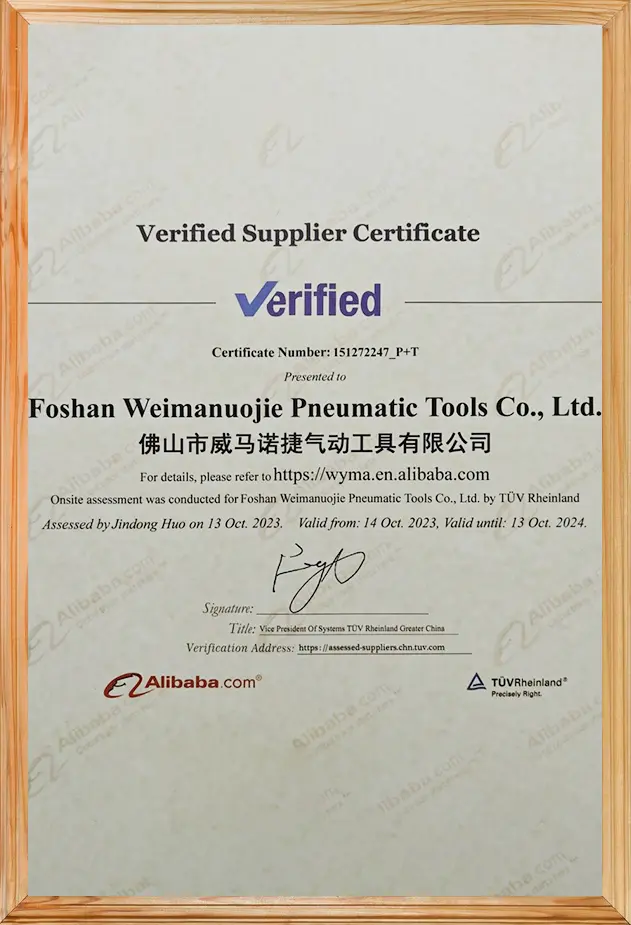 Verified Supplier Certificate
Verified
Certificate Number: 151272247_P+T
Presented to
Foshan Weimanuojie Pneumatic Tools Co., Ltd.
佛山市威马诺捷气动工具有限公司
For details, please refer to https://wyma.en.alibaba.com
Onsite assessment was conducted for Foshan Weimanuojie Pneumatic Tools Co., Ltd. by TÜV Rheinland
Assessed by Jindong Huo on 13 Oct. 2023. Valid from: 14 Oct. 2023, Valid until: 13 Oct. 2024.
Signature:
Title: Vice President Of Systems TÜV Rheinland Greater China
Verification Address: https://assessed-suppliers.chn.tuv.com
Alibaba.com®
TÜVRheinland®
Precisely Right.